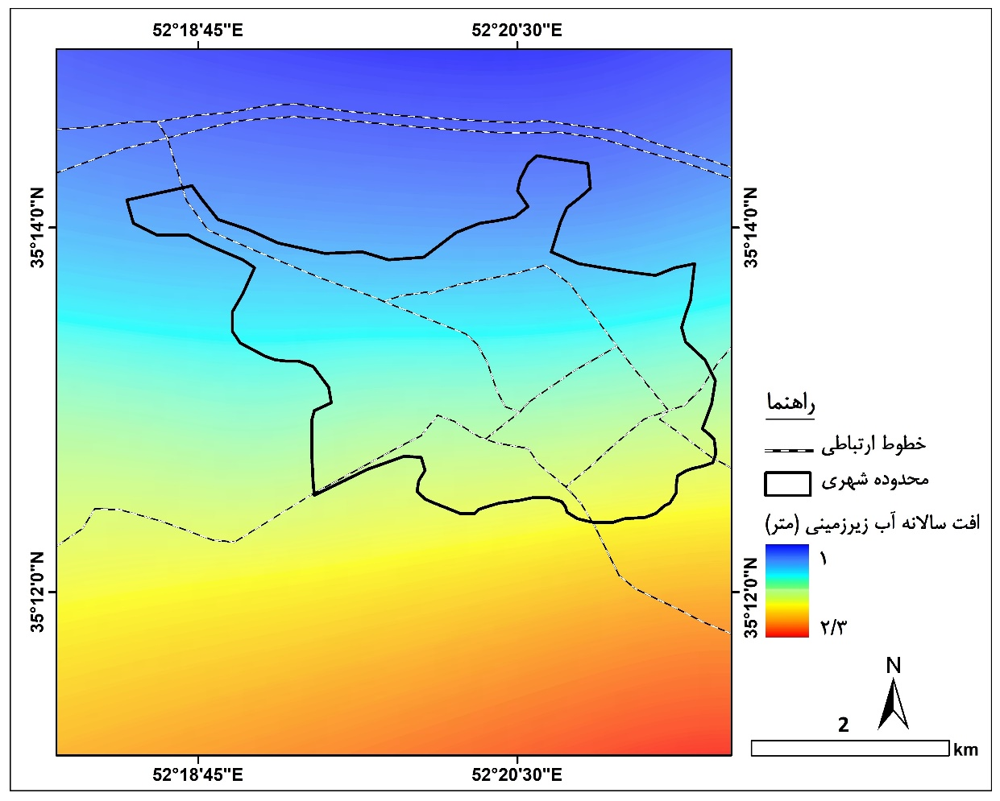 52°18'45"E 52°20'30"E
35°14'0"N 35°14'0"N
35°12'0"N 35°12'0"N
راهنما
خطوط ارتباطی
محدوده شهری
افت سالانه آب زیرزمینی (متر)
۱
۲/۳
N
2
km
52°18'45"E 52°20'30"E